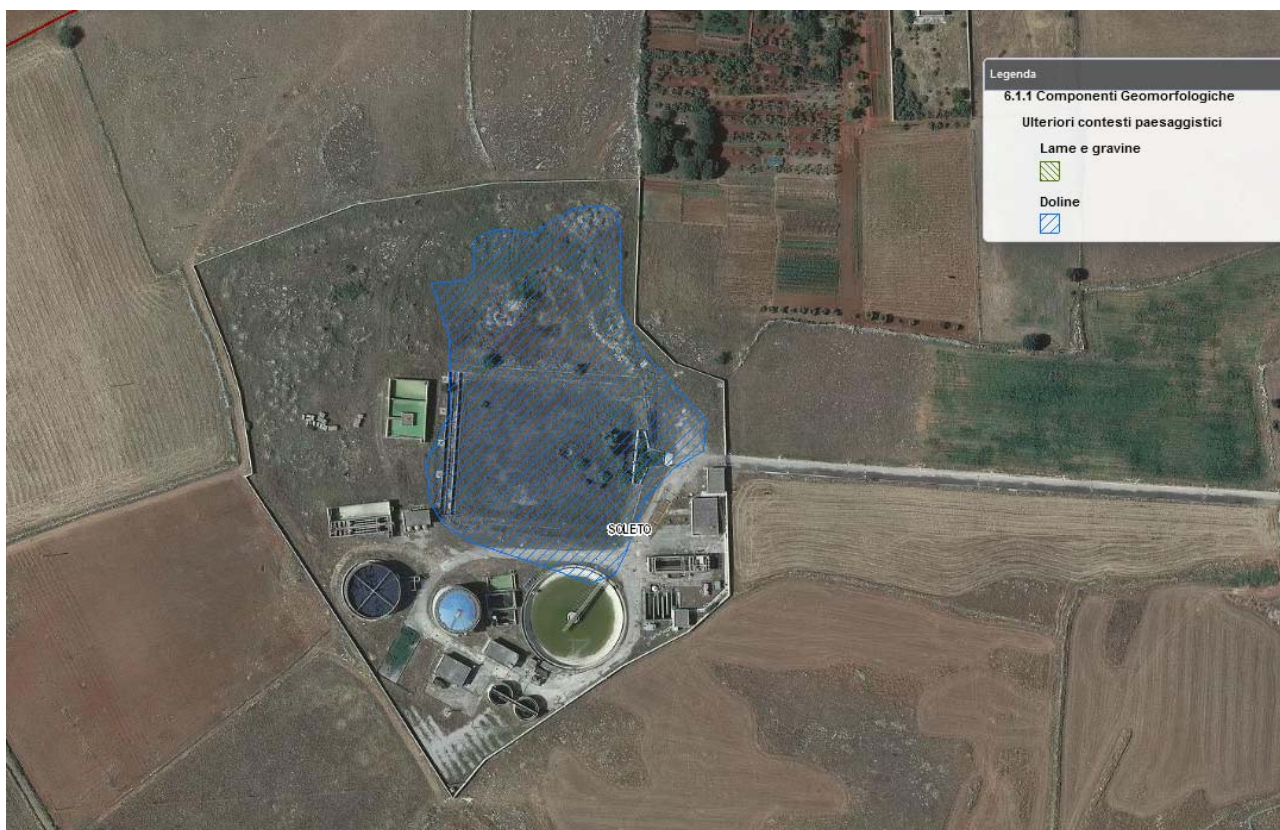 Legenda
6.1.1 Componenti Geomorfologiche
Ulteriori contesti paesaggistici
Lame e gravine
Doline
SOLETO